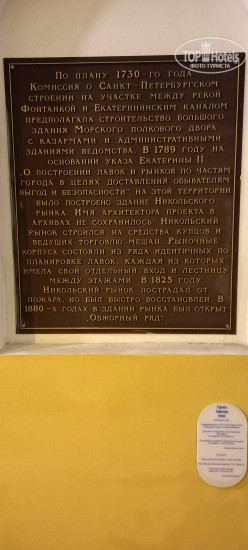 TOPHotels
ФОТО ТУРИСТА
По плану 1730-го года
Комиссия о Санкт-Петербургском
строении на участке между рекой
Фонтанкой и Екатерининским каналом
предполагала строительство большого
здания Морского полкового двора
с казармами и административными
зданиями ведомства. В 1789 году на
основании указа Екатерины II
„О построении лавок и рынков по частям
города в целях доставления обывателям
выгод и безопасности" на этой территории
было построено здание Никольского
рынка. Имя архитектора проекта в
архивах не сохранилось. Никольский
рынок строился на средства купцов и
ведущих торговлю мещан. Рыночные
корпуса состояли из ряда идентичных по
планировке лавок, каждая из которых
имела свой отдельный вход и лестницу
между этажами. В 1825 году
Никольский рынок пострадал от
пожара, но был быстро восстановлен. В
1880-х годах в здании рынка был открыт
„Обжорный ряд".